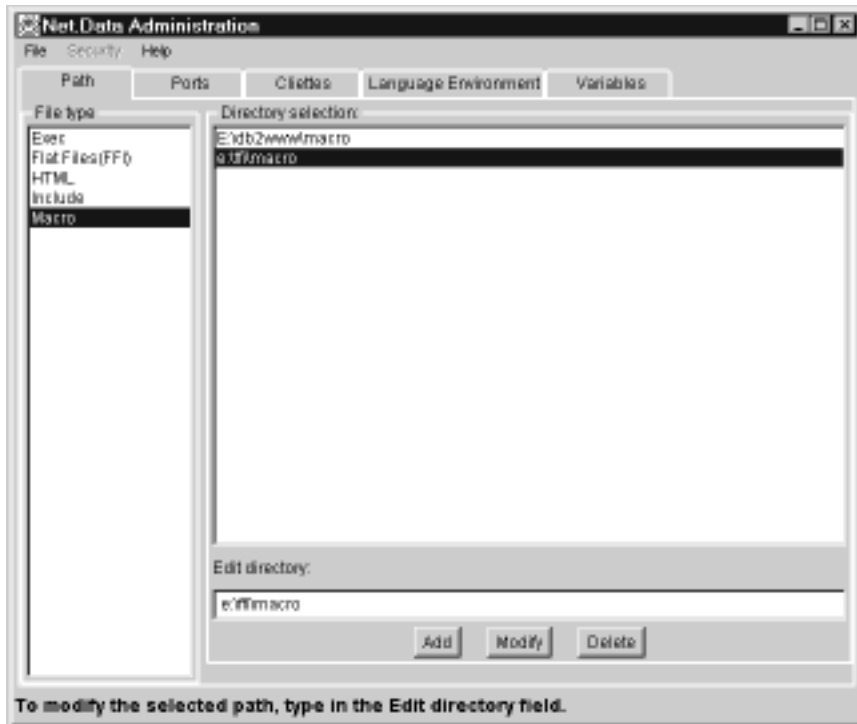 Net.Data Administration
File Security Help
Path Ports Cliettes Language Environment Variables
File type
Directory selection:
Exec
Flat Files(FFI)
HTML
Include
Macro
E:\db2www\macro
e:\ffi\macro
Edit directory:
e:\ffi\macro
Add Modify Delete
To modify the selected path, type in the Edit directory field.